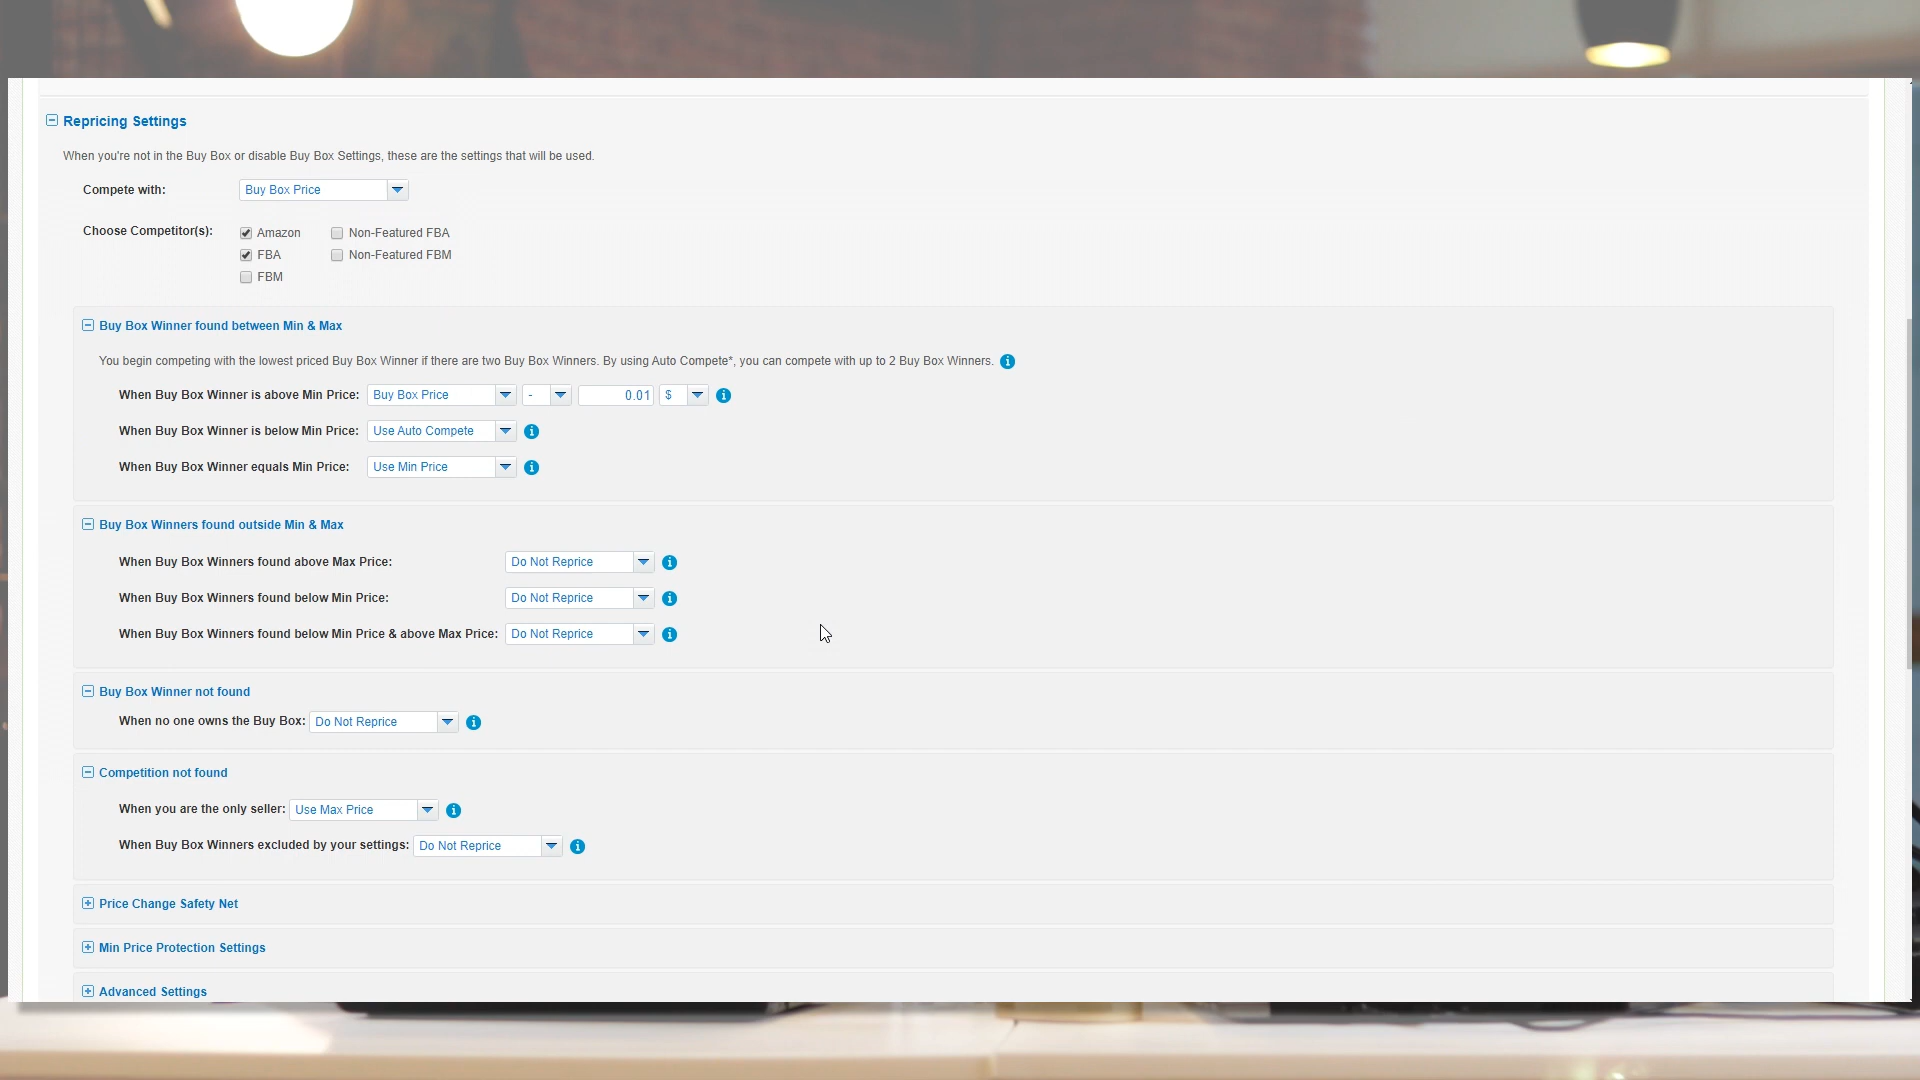 Repricing Settings
When you're not in the Buy Box or disable Buy Box Settings, these are the settings that will be used.
Compete with: Buy Box Price
Choose Competitor(s): Amazon Non-Featured FBA
FBA Non-Featured FBM
FBM
Buy Box Winner found between Min & Max
You begin competing with the lowest priced Buy Box Winner if there are two Buy Box Winners. By using Auto Compete*, you can compete with up to 2 Buy Box Winners.
When Buy Box Winner is above Min Price: Buy Box Price - 0.01 $
When Buy Box Winner is below Min Price: Use Auto Compete
When Buy Box Winner equals Min Price: Use Min Price
Buy Box Winners found outside Min & Max
When Buy Box Winners found above Max Price: Do Not Reprice
When Buy Box Winners found below Min Price: Do Not Reprice
When Buy Box Winners found below Min Price & above Max Price: Do Not Reprice
Buy Box Winner not found
When no one owns the Buy Box: Do Not Reprice
Competition not found
When you are the only seller: Use Max Price
When Buy Box Winners excluded by your settings: Do Not Reprice
Price Change Safety Net
Min Price Protection Settings
Advanced Settings